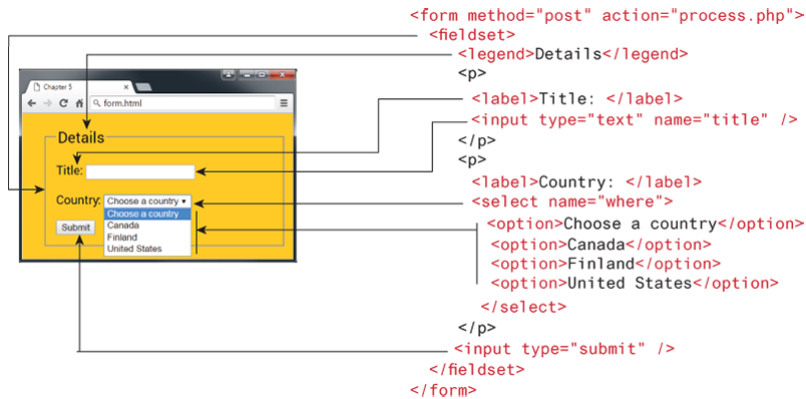 <form method="post" action="process.php">
<fieldset>
<legend>Details</legend>
<p>
<label>Title: </label>
<input type="text" name="title" />
</p>
<p>
<label>Country: </label>
<select name="where">
<option>Choose a country</option>
<option>Canada</option>
<option>Finland</option>
<option>United States</option>
</select>
</p>
<input type="submit" />
</fieldset>
</form>
Chapter 5
form.html
Details
Title:
Country: Choose a country
Choose a country
Canada
Finland
United States
Submit